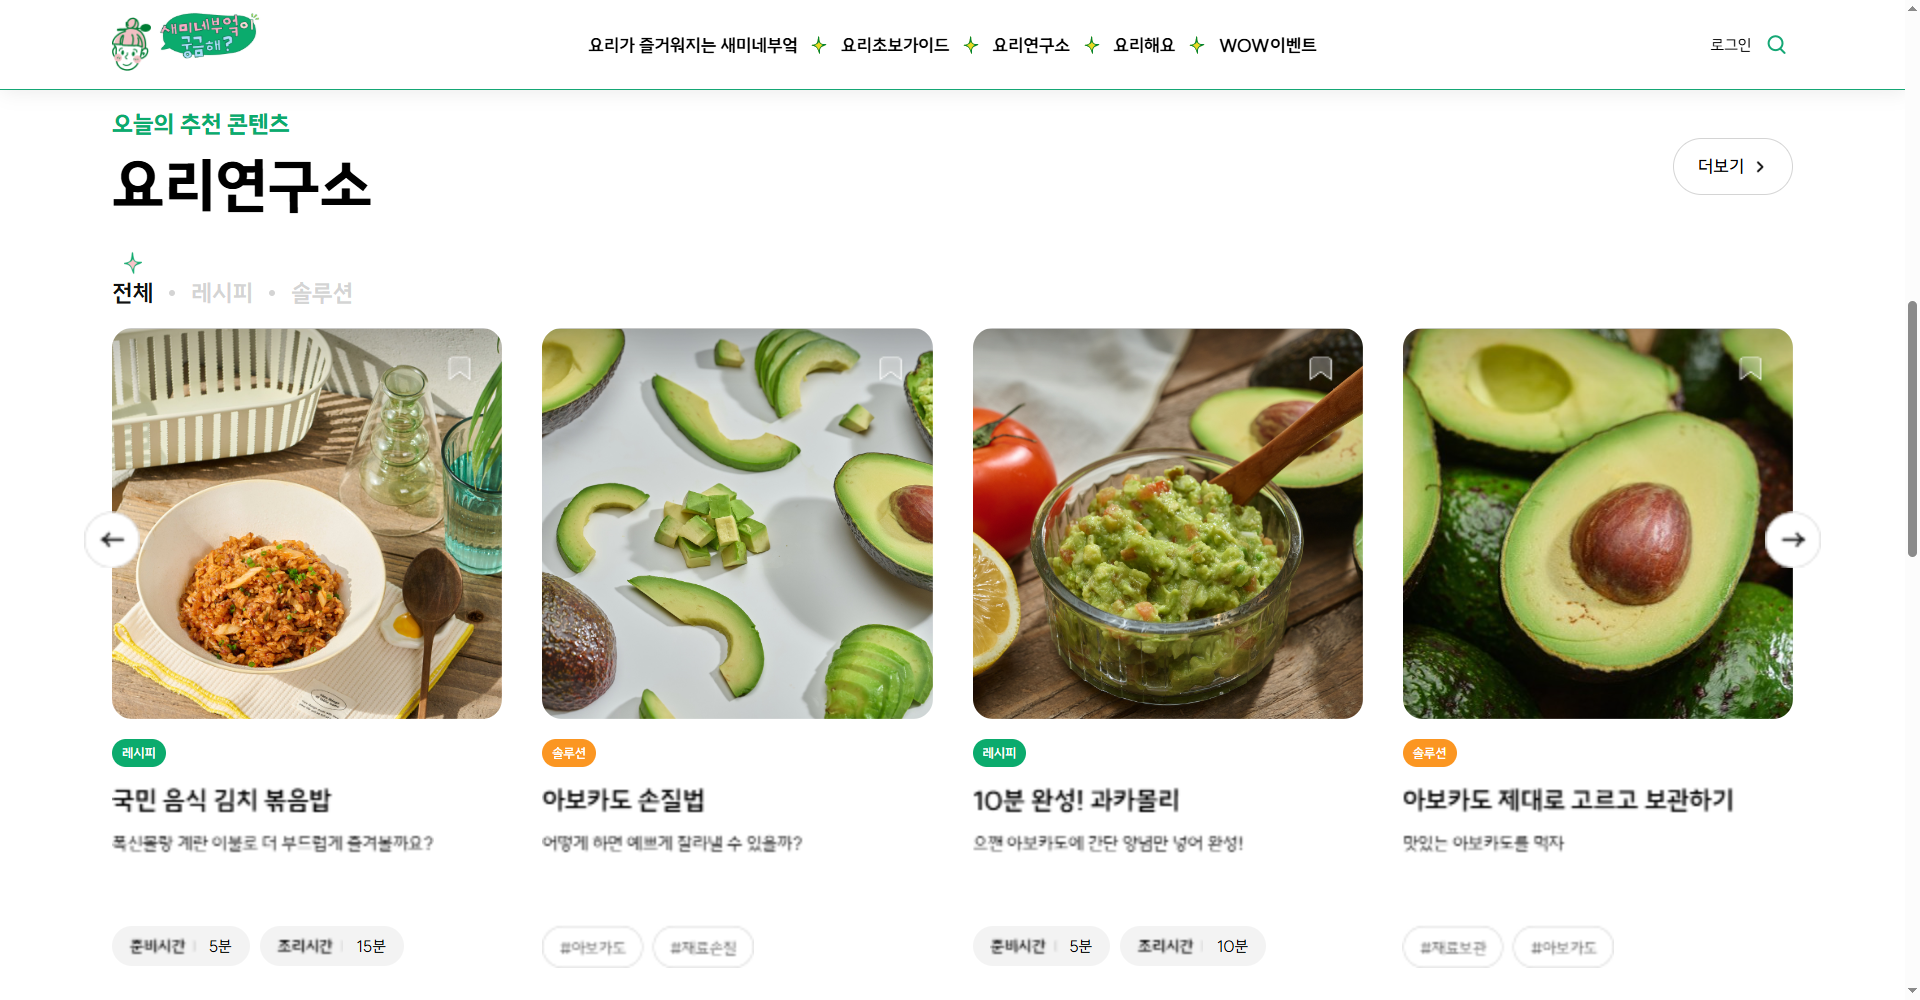 새미네부엌이
궁금해?
요리가 즐거워지는 새미네부엌
요리초보가이드
요리연구소
요리해요
WOW이벤트
로그인
오늘의 추천 콘텐츠
요리연구소
더보기
전체 • 레시피 • 솔루션
레시피
국민 음식 김치 볶음밥
폭신몰랑 계란 이불로 더 부드럽게 즐겨볼까요?
준비시간 5분
조리시간 15분
솔루션
아보카도 손질법
어떻게 하면 예쁘게 잘라낼 수 있을까?
#아보카도
#재료손질
레시피
10분 완성! 과카몰리
으깬 아보카도에 간단 양념만 넣어 완성!
준비시간 5분
조리시간 10분
솔루션
아보카도 제대로 고르고 보관하기
맛있는 아보카도를 먹자
#재료보관
#아보카도